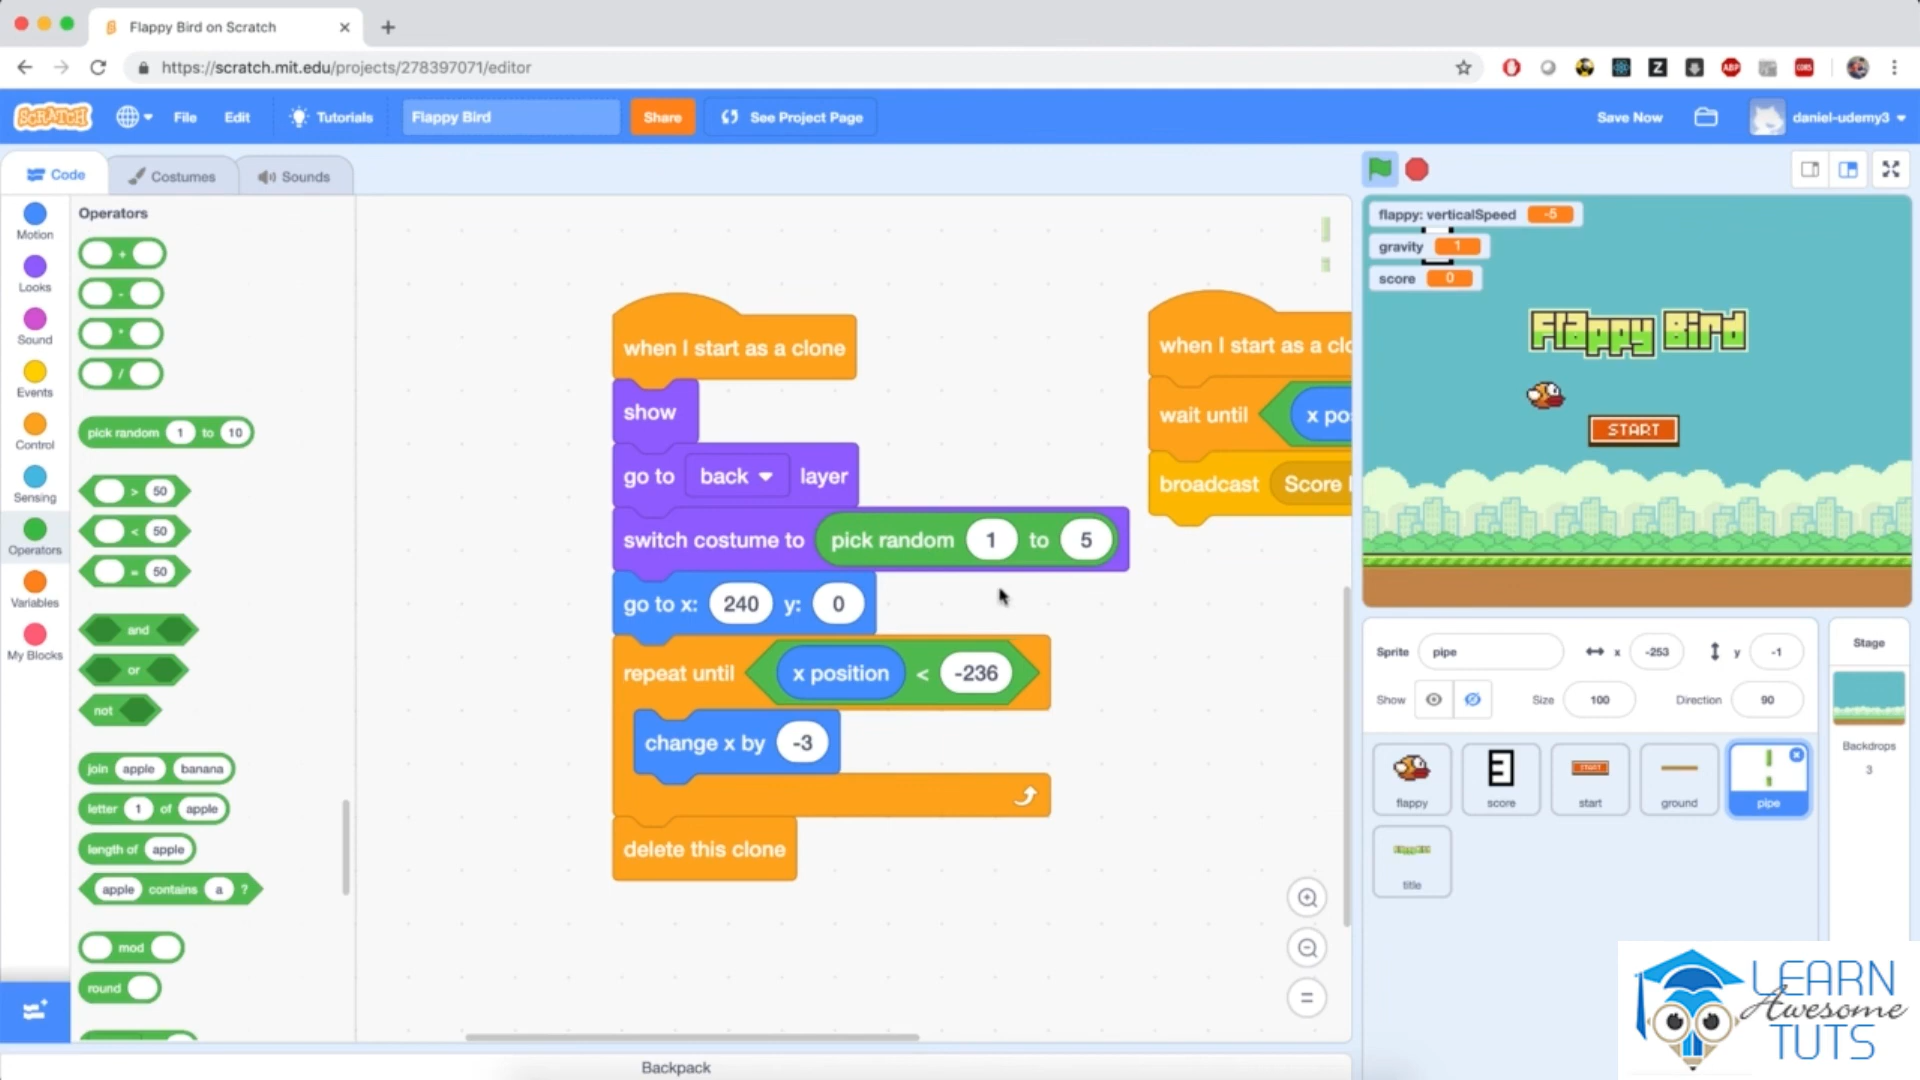 Flappy Bird on Scratch
https://scratch.mit.edu/projects/278397071/editor
ABP
CORS
SCRATCH
File
Edit
Tutorials
Flappy Bird
Share
See Project Page
Save Now
daniel-udemy3
Code
Costumes
Sounds
Motion
Looks
Sound
Events
Control
Sensing
Operators
Variables
My Blocks
Operators
+
-
*
/
pick random 1 to 10
> 50
< 50
= 50
and
or
not
join apple banana
letter 1 of apple
length of apple
apple contains a ?
mod
round
when I start as a clone
show
go to back layer
switch costume to pick random 1 to 5
go to x: 240 y: 0
repeat until x position < -236
change x by -3
delete this clone
when I start as a clo
wait until x po
broadcast Score
Backpack
flappy: verticalSpeed -5
gravity 1
score 0
Flappy Bird
START
Sprite pipe x -253 y -1
Show Size 100 Direction 90
flappy
score
START
start
ground
pipe
Flappy Bird
title
Stage
Backdrops
3
LEARN
Awesome
TUTS